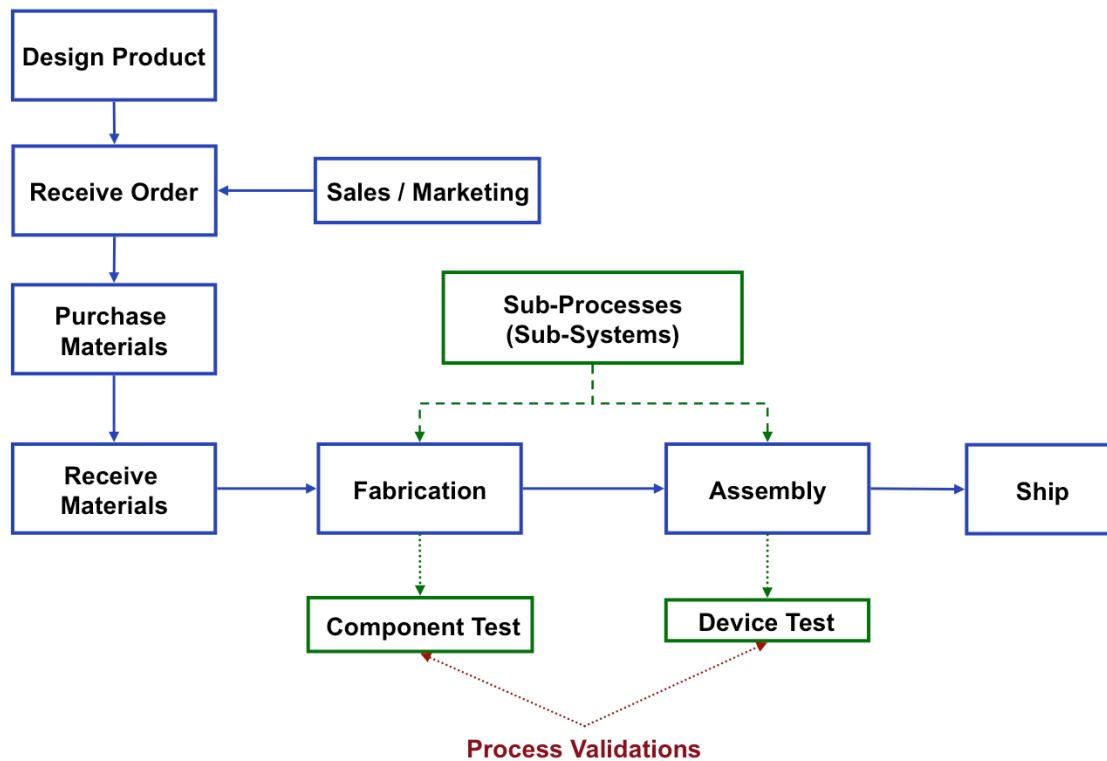 Design Product
Receive Order
Sales / Marketing
Purchase
Materials
Sub-Processes
(Sub-Systems)
Receive
Materials
Fabrication
Assembly
Ship
Component Test
Device Test
Process Validations